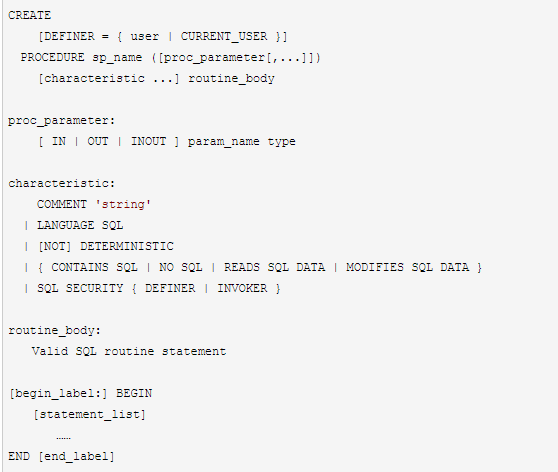 CREATE
[DEFINER = { user | CURRENT_USER }]
PROCEDURE sp_name ([proc_parameter[,...]])
[characteristic ...] routine_body
proc_parameter:
[ IN | OUT | INOUT ] param_name type
characteristic:
COMMENT 'string'
| LANGUAGE SQL
| [NOT] DETERMINISTIC
| { CONTAINS SQL | NO SQL | READS SQL DATA | MODIFIES SQL DATA }
| SQL SECURITY { DEFINER | INVOKER }
routine_body:
Valid SQL routine statement
[begin_label:] BEGIN
[statement_list]
……
END [end_label]